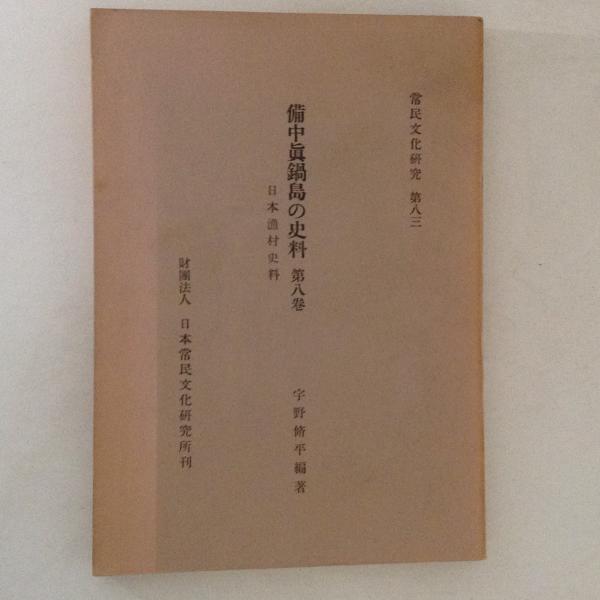 常民文化研究 第八三
備中眞鍋島の史料 第八巻
日本漁村史料
宇野脩平編著
財團法人 日本常民文化研究所刊